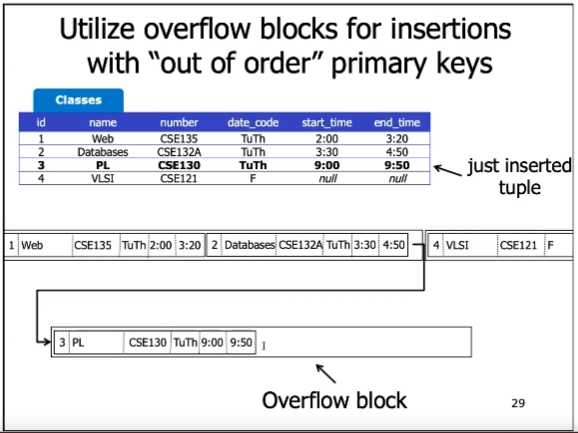 Utilize overflow blocks for insertions
with “out of order” primary keys
Classes
id name number date_code start_time end_time
1 Web CSE135 TuTh 2:00 3:20
2 Databases CSE132A TuTh 3:30 4:50
3 PL CSE130 TuTh 9:00 9:50
4 VLSI CSE121 F null null
just inserted
tuple
1 Web CSE135 TuTh 2:00 3:20 2 Databases CSE132A TuTh 3:30 4:50 4 VLSI CSE121 F
3 PL CSE130 TuTh 9:00 9:50
Overflow block
29